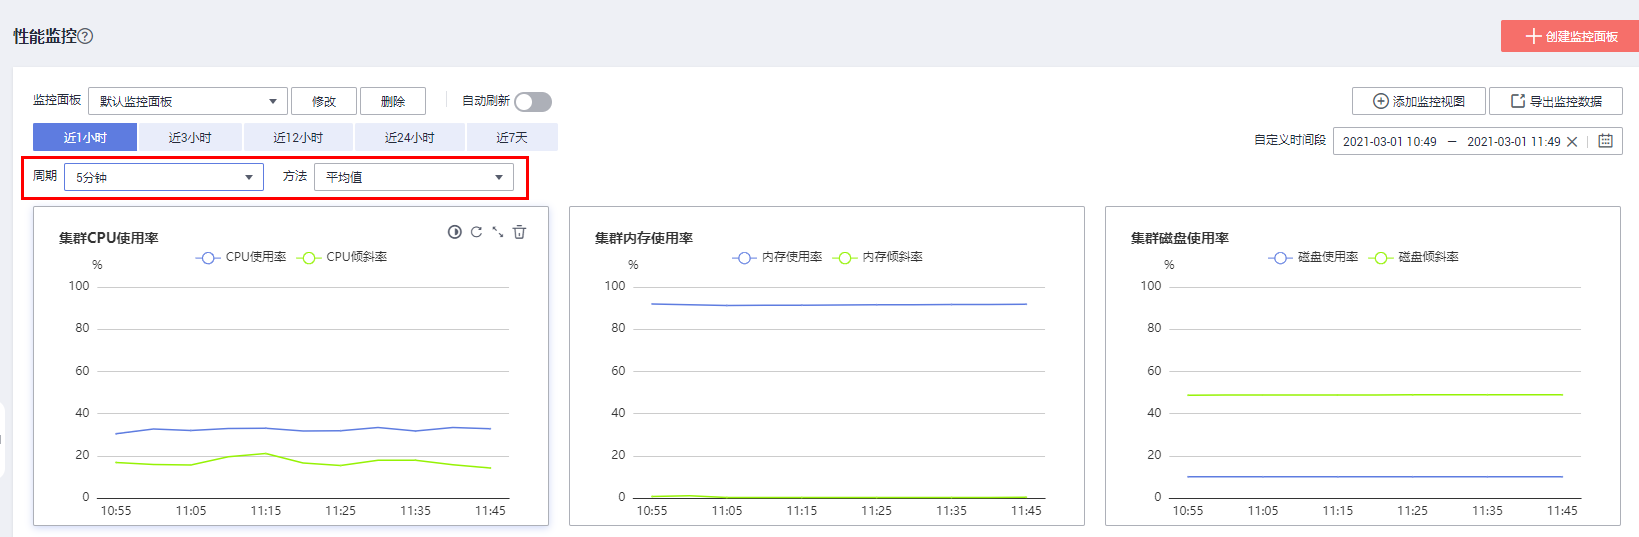 性能监控
创建监控面板
监控面板 默认监控面板 修改 删除 自动刷新 添加监控视图 导出监控数据
近1小时 近3小时 近12小时 近24小时 近7天
自定义时间段 2021-03-01 10:49 — 2021-03-01 11:49
周期 5分钟 方法 平均值
集群CPU使用率
CPU使用率 CPU倾斜率
%
100
80
60
40
20
0
10:55 11:05 11:15 11:25 11:35 11:45
集群内存使用率
内存使用率 内存倾斜率
%
100
80
60
40
20
0
10:55 11:05 11:15 11:25 11:35 11:45
集群磁盘使用率
磁盘使用率 磁盘倾斜率
%
100
80
60
40
20
0
10:55 11:05 11:15 11:25 11:35 11:45